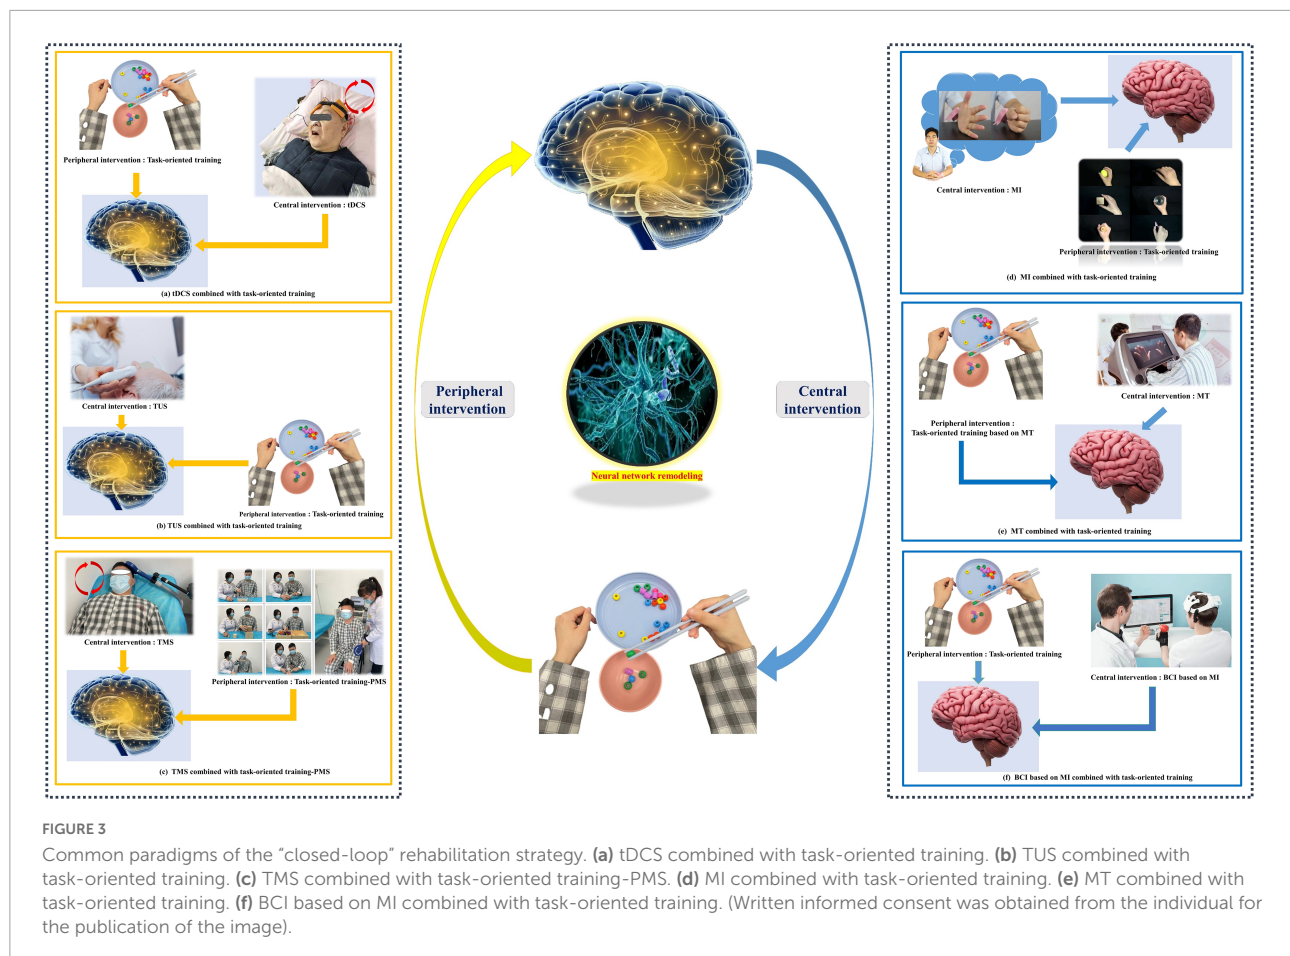 Peripheral intervention : Task-oriented training
Central intervention : tDCS
(a) tDCS combined with task-oriented training
Central intervention : TUS
Peripheral intervention : Task-oriented training
(b) TUS combined with task-oriented training
Central intervention : TMS
Peripheral intervention : Task-oriented training-PMS
(c) TMS combined with task-oriented training-PMS
Peripheral
intervention
Neural network remodeling
Central
intervention
Central intervention : MI
Peripheral intervention : Task-oriented training
(d) MI combined with task-oriented training
Peripheral intervention :
Task-oriented training based on MT
Central intervention : MT
(e) MT combined with task-oriented training
Peripheral intervention : Task-oriented training
Central intervention : BCI based on MI
(f) BCI based on MI combined with task-oriented training
FIGURE 3
Common paradigms of the “closed-loop” rehabilitation strategy. (a) tDCS combined with task-oriented training. (b) TUS combined with
task-oriented training. (c) TMS combined with task-oriented training-PMS. (d) MI combined with task-oriented training. (e) MT combined with
task-oriented training. (f) BCI based on MI combined with task-oriented training. (Written informed consent was obtained from the individual for
the publication of the image).